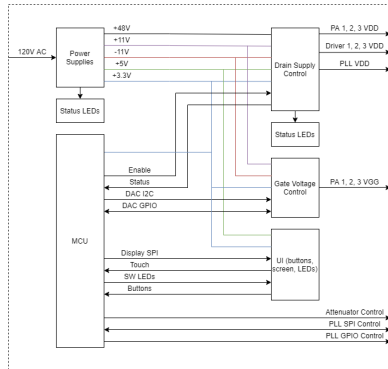 120V AC
Power
Supplies
+48V
+11V
-11V
+5V
+3.3V
Drain Supply
Control
PA 1, 2, 3 VDD
Driver 1, 2, 3 VDD
PLL VDD
Status LEDs
Status LEDs
MCU
Enable
Status
DAC I2C
DAC GPIO
Gate Voltage
Control
PA 1, 2, 3 VGG
Display SPI
Touch
SW LEDs
Buttons
UI (buttons,
screen, LEDs)
Attenuator Control
PLL SPI Control
PLL GPIO Control